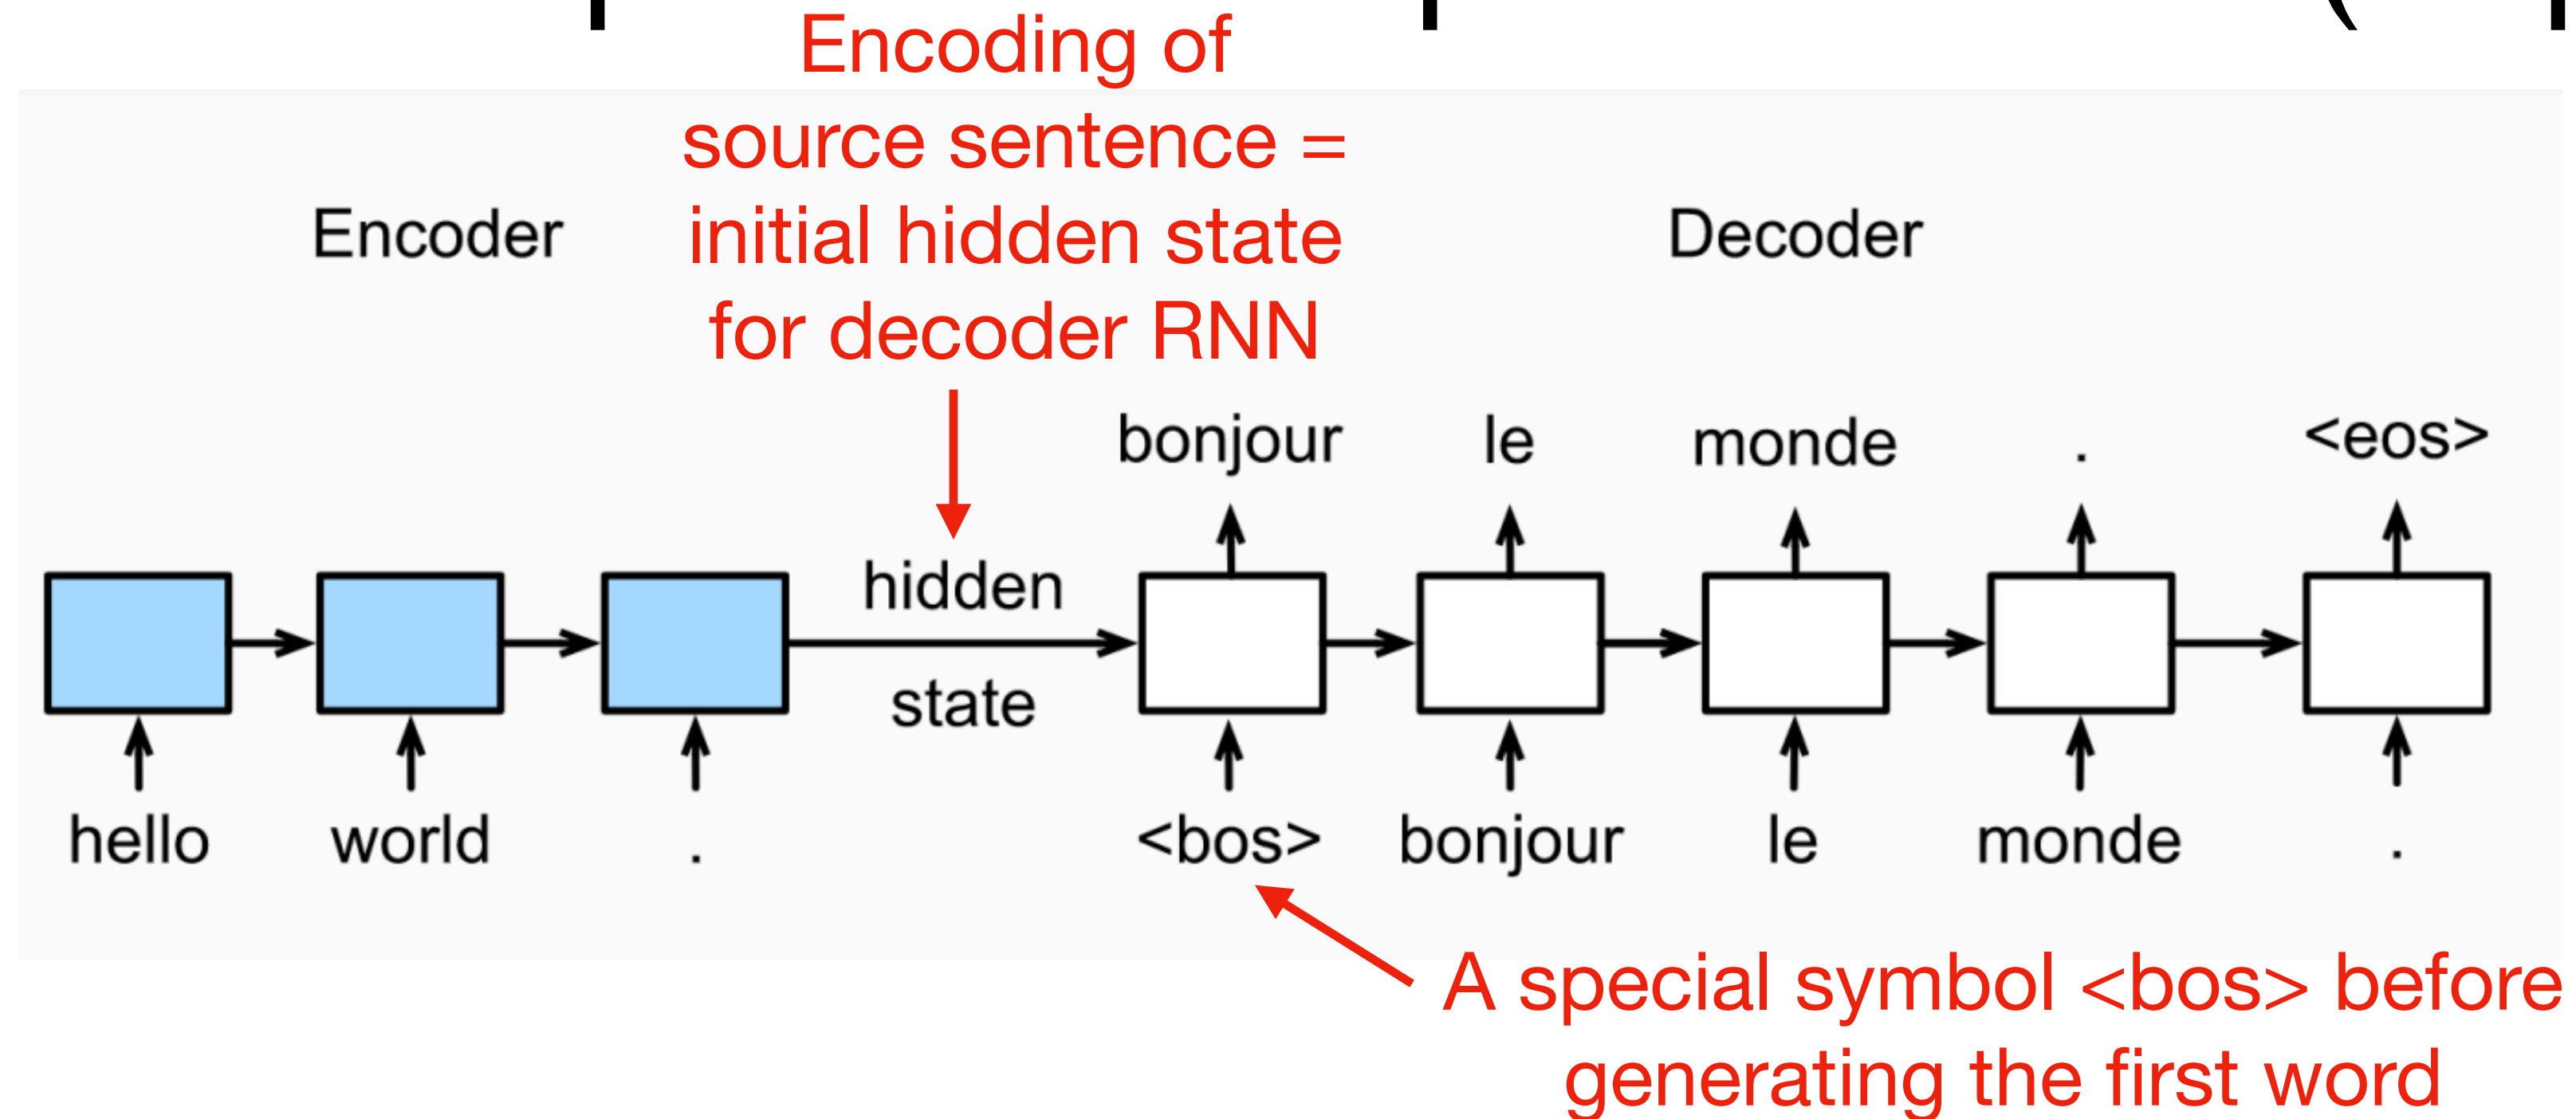 Encoding of
source sentence =
initial hidden state
for decoder RNN
Encoder
Decoder
bonjour le monde . <eos>
hidden
state
hello world . <bos> bonjour le monde .
A special symbol <bos> before
generating the first word